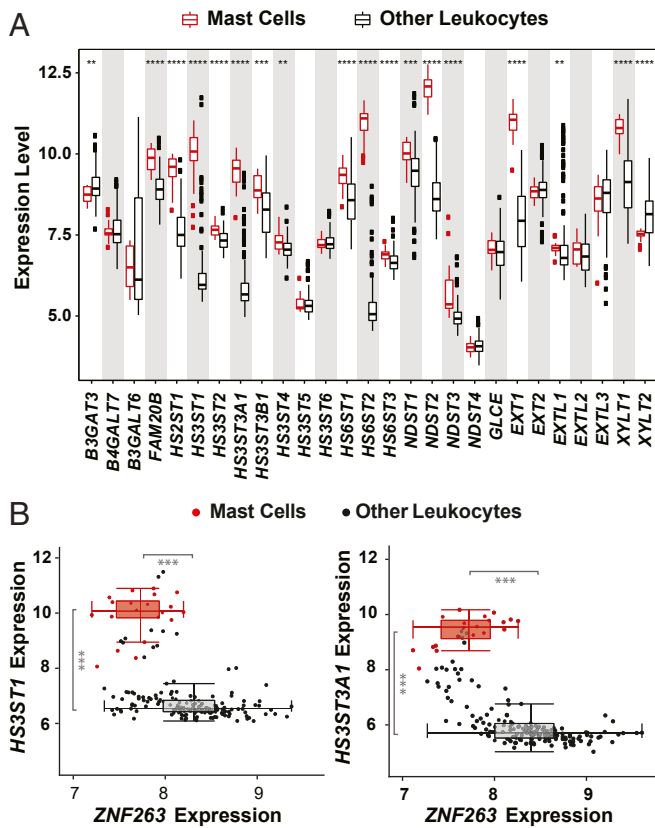 A
Mast Cells
Other Leukocytes
Expression Level
12.5
10.0
7.5
5.0
** **** **** **** **** **** *** ** **** **** *** *** **** *** **** ** **** ****
B3GAT3 B4GALT7 B3GALT6 FAM20B HS2ST1 HS3ST1 HS3ST2 HS3ST3A1 HS3ST3B1 HS3ST4 HS3ST5 HS3ST6 HS6ST1 HS6ST2 HS6ST3 NDST1 NDST2 NDST3 NDST4 GLCE EXT1 EXT2 EXTL1 EXTL2 EXTL3 XYLT1 XYLT2
B
Mast Cells
Other Leukocytes
HS3ST1 Expression
12
10
8
6
***
***
7 8 9
ZNF263 Expression
HS3ST3A1 Expression
12
10
8
6
***
***
7 8 9
ZNF263 Expression